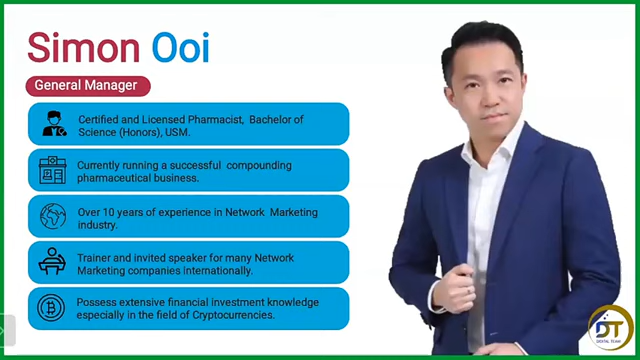 Simon Ooi
General Manager
Certified and Licensed Pharmacist, Bachelor of
Science (Honors), USM.
Currently running a successful compounding
pharmaceutical business.
Over 10 years of experience in Network Marketing
industry.
Trainer and invited speaker for many Network
Marketing companies Internationally.
Possess extensive financial investment knowledge
especially in the field of Cryptocurrencies.
DT
DIGITAL TEAM